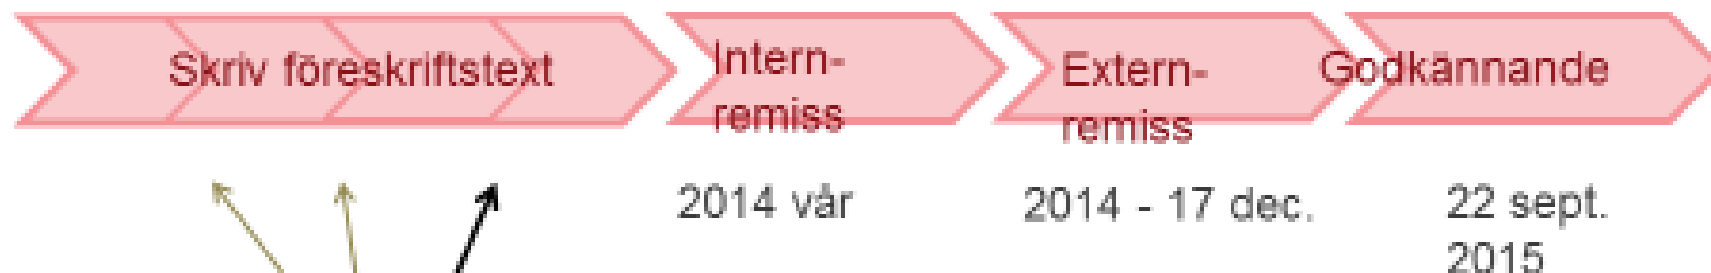 Skriv föreskriftstext
Intern-
remiss
Extern-
remiss
Godkännande
2014 vår
2014 - 17 dec.
22 sept.
2015